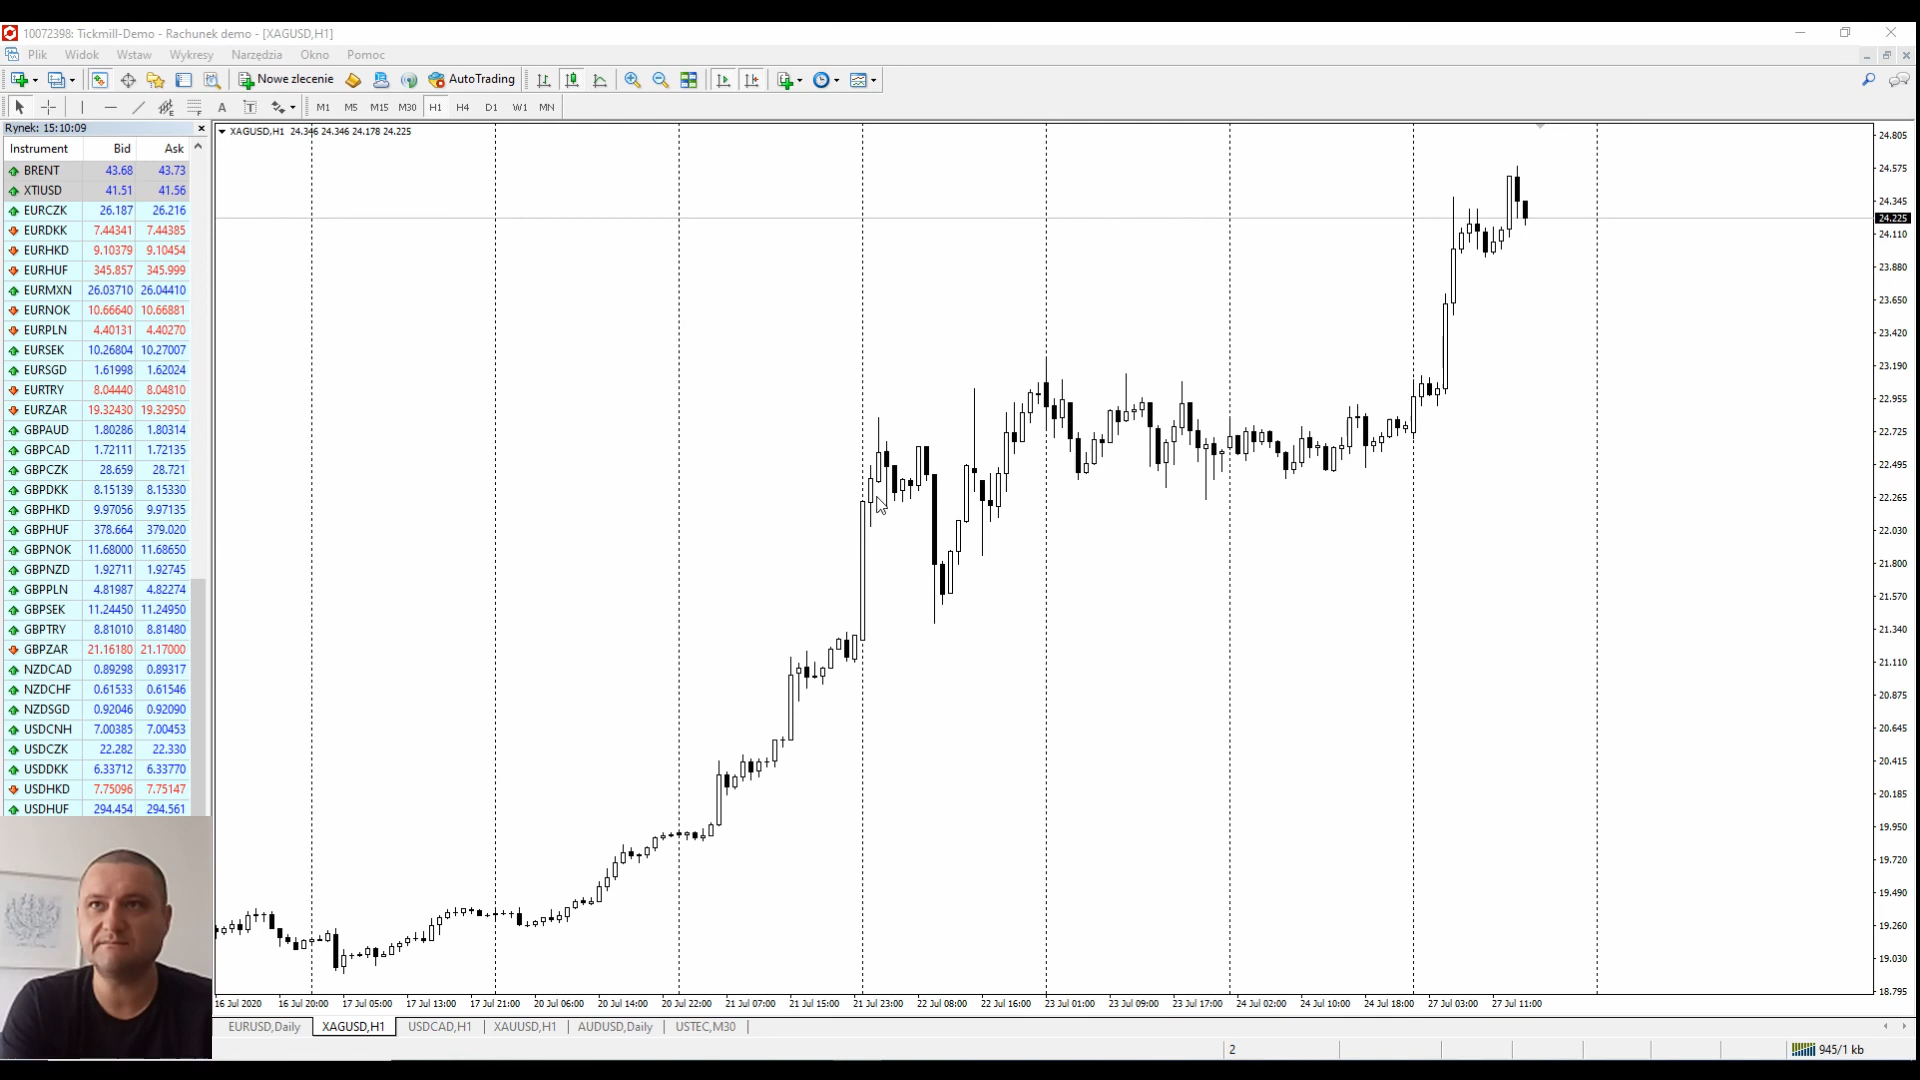 10072398: Tickmill-Demo - Rachunek demo - [XAGUSD,H1]
Plik Widok Wstaw Wykresy Narzędzia Okno Pomoc
Nowe zlecenie AutoTrading
A T M1 M5 M15 M30 H1 H4 D1 W1 MN
Rynek: 15:10:09
XAGUSD,H1 24.346 24.346 24.178 24.225
Instrument Bid Ask
BRENT 43.68 43.73
XTIUSD 41.51 41.56
EURCZK 26.187 26.216
EURDKK 7.44341 7.44385
EURHKD 9.10379 9.10454
EURHUF 345.857 345.999
EURMXN 26.03710 26.04410
EURNOK 10.66640 10.66881
EURPLN 4.40131 4.40270
EURSEK 10.26804 10.27007
EURSGD 1.61998 1.62024
EURTRY 8.04440 8.04810
EURZAR 19.32430 19.32950
GBPAUD 1.80286 1.80314
GBPCAD 1.72111 1.72135
GBPCZK 28.659 28.721
GBPDKK 8.15139 8.15330
GBPHKD 9.97056 9.97135
GBPHUF 378.664 379.020
GBPNOK 11.68000 11.68650
GBPNZD 1.92711 1.92745
GBPPLN 4.81987 4.82274
GBPSEK 11.24450 11.24950
GBPTRY 8.81010 8.81480
GBPZAR 21.16180 21.17000
NZDCAD 0.89298 0.89317
NZDCHF 0.61533 0.61546
NZDSGD 0.92046 0.92090
USDCNH 7.00385 7.00453
USDCZK 22.282 22.330
USDDKK 6.33712 6.33770
USDHKD 7.75096 7.75147
USDHUF 294.454 294.561
24.805
24.575
24.345
24.225
24.110
23.880
23.650
23.420
23.190
22.955
22.725
22.495
22.265
22.030
21.800
21.570
21.340
21.110
20.875
20.645
20.415
20.185
19.950
19.720
19.490
19.260
19.030
18.795
16 Jul 2020 16 Jul 20:00 17 Jul 05:00 17 Jul 13:00 17 Jul 21:00 20 Jul 06:00 20 Jul 14:00 20 Jul 22:00 21 Jul 07:00 21 Jul 15:00 21 Jul 23:00 22 Jul 08:00 22 Jul 16:00 23 Jul 01:00 23 Jul 09:00 23 Jul 17:00 24 Jul 02:00 24 Jul 10:00 24 Jul 18:00 27 Jul 03:00 27 Jul 11:00
EURUSD,Daily XAGUSD,H1 USDCAD,H1 XAUUSD,H1 AUDUSD,Daily USTEC,M30
2 945/1 kb